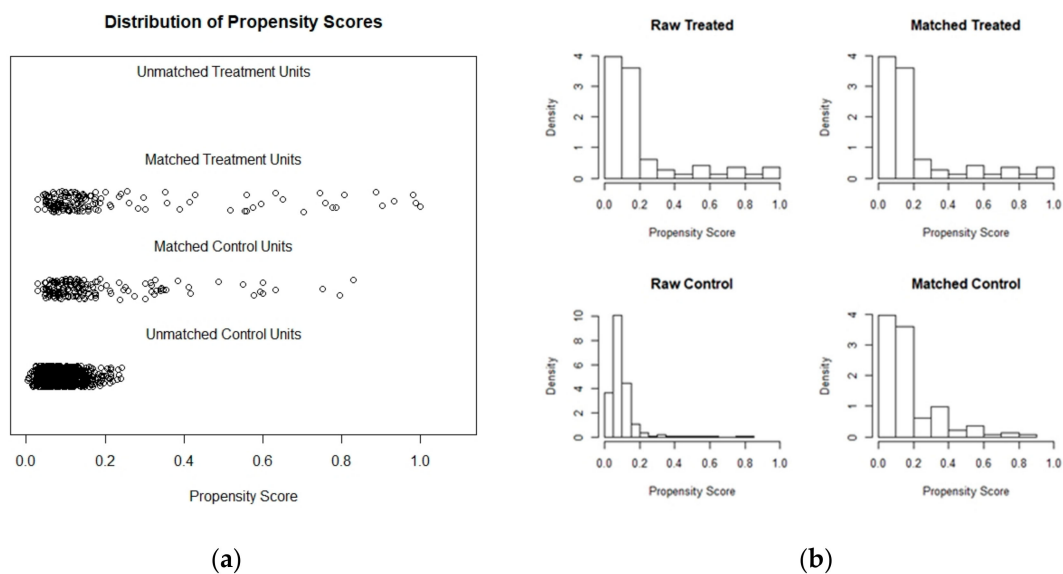 Distribution of Propensity Scores
Unmatched Treatment Units
Matched Treatment Units
Matched Control Units
Unmatched Control Units
0.0 0.2 0.4 0.6 0.8 1.0
Propensity Score
(a)
Raw Treated
Density
0 1 2 3 4
0.0 0.2 0.4 0.6 0.8 1.0
Propensity Score
Matched Treated
Density
0 1 2 3 4
0.0 0.2 0.4 0.6 0.8 1.0
Propensity Score
Raw Control
Density
0 2 4 6 8 10
0.0 0.2 0.4 0.6 0.8 1.0
Propensity Score
Matched Control
Density
0 1 2 3 4
0.0 0.2 0.4 0.6 0.8 1.0
Propensity Score
(b)